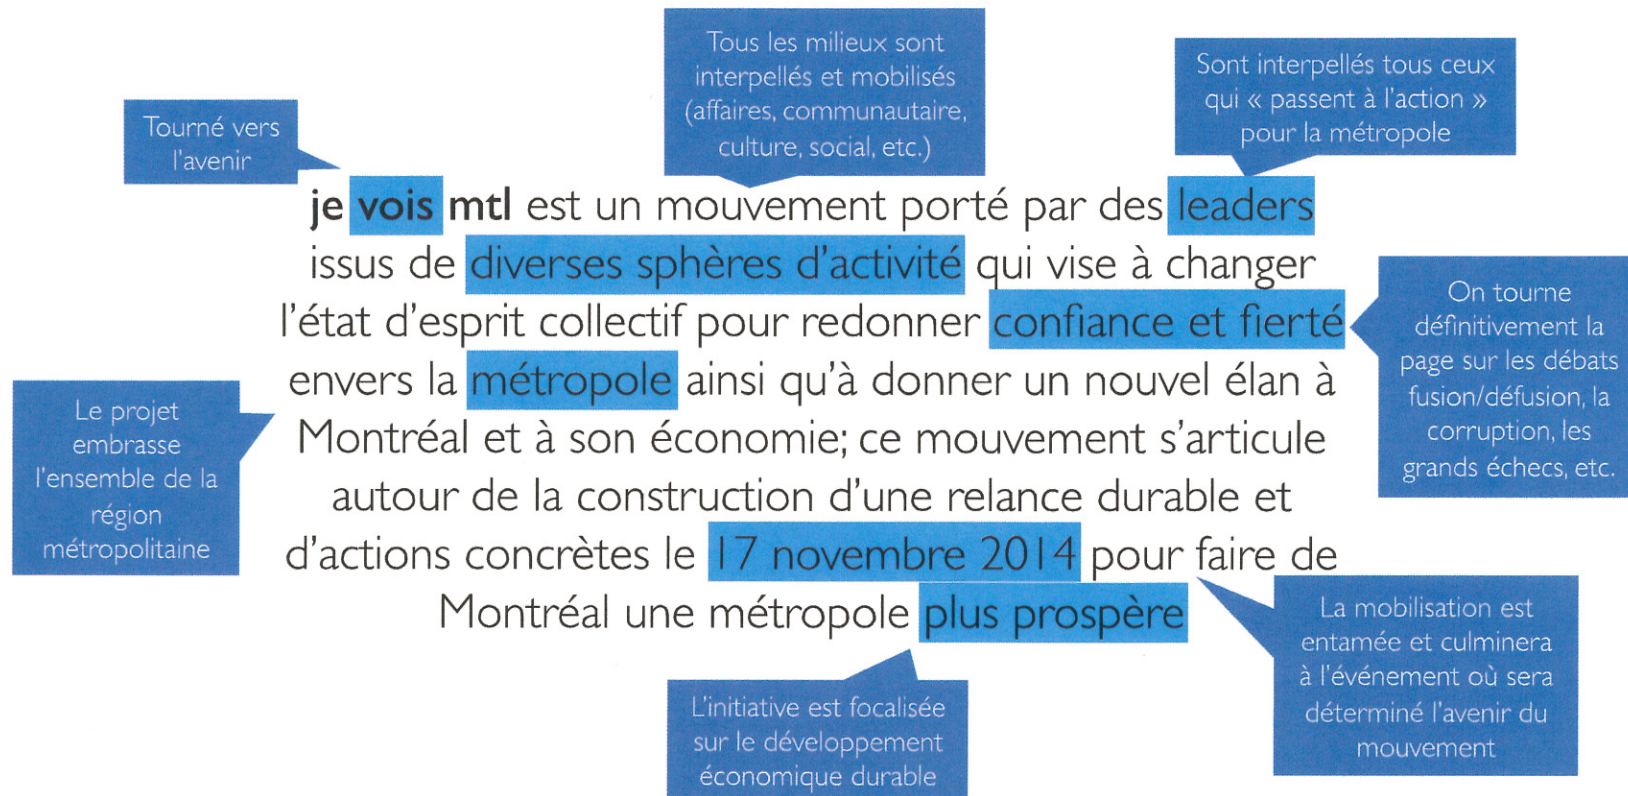 Tous les milieux sont
interpellés et mobilisés
(affaires, communautaire,
culture, social, etc.)
Sont interpellés tous ceux
qui « passent à l'action »
pour la métropole
Tourné vers
l'avenir
je vois mtl est un mouvement porté par des leaders
issus de diverses sphères d'activité qui vise à changer
l'état d'esprit collectif pour redonner confiance et fierté
envers la métropole ainsi qu'à donner un nouvel élan à
Montréal et à son économie; ce mouvement s'articule
autour de la construction d'une relance durable et
d'actions concrètes le 17 novembre 2014 pour faire de
Montréal une métropole plus prospère
On tourne
définitivement la
page sur les débats
fusion/défusion, la
corruption, les
grands échecs, etc.
Le projet
embrasse
l'ensemble de la
région
métropolitaine
La mobilisation est
entamée et culminera
à l'événement où sera
déterminé l'avenir du
mouvement
L'initiative est focalisée
sur le développement
économique durable